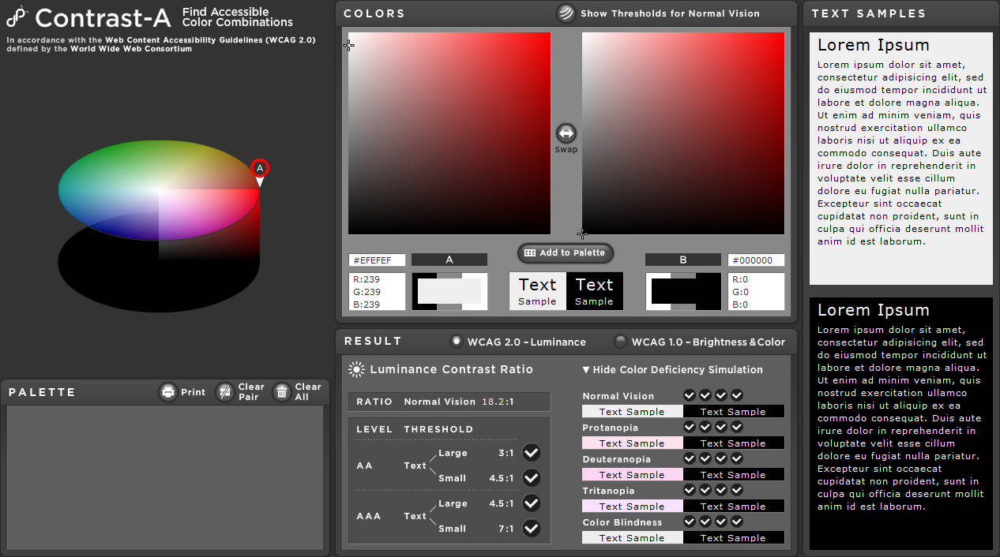 Contrast-A
Find Accessible
Color Combinations
In accordance with the Web Content Accessibility Guidelines (WCAG 2.0)
defined by the World Wide Web Consortium
A
PALETTE
Print
Clear
Pair
Clear
All
COLORS
Show Thresholds for Normal Vision
Swap
Add to Palette
#EFEFEF
A
B
#000000
R:239
G:239
B:239
Text
Sample
Text
Sample
R:0
G:0
B:0
RESULT
WCAG 2.0 – Luminance
WCAG 1.0 – Brightness & Color
Luminance Contrast Ratio
RATIO Normal Vision 18.2:1
LEVEL THRESHOLD
AA Text
Large 3:1
Small 4.5:1
AAA Text
Large 4.5:1
Small 7:1
▼ Hide Color Deficiency Simulation
Normal Vision
Text Sample Text Sample
Protanopia
Text Sample Text Sample
Deuteranopia
Text Sample Text Sample
Tritanopia
Text Sample Text Sample
Color Blindness
Text Sample Text Sample
TEXT SAMPLES
Lorem Ipsum
Lorem ipsum dolor sit amet,
consectetur adipisicing elit, sed
do eiusmod tempor incididunt ut
labore et dolore magna aliqua.
Ut enim ad minim veniam, quis
nostrud exercitation ullamco
laboris nisi ut aliquip ex ea
commodo consequat. Duis aute
irure dolor in reprehenderit in
voluptate velit esse cillum
dolore eu fugiat nulla pariatur.
Excepteur sint occaecat
cupidatat non proident, sunt in
culpa qui officia deserunt mollit
anim id est laborum.
Lorem Ipsum
Lorem ipsum dolor sit amet,
consectetur adipisicing elit, sed
do eiusmod tempor incididunt ut
labore et dolore magna aliqua.
Ut enim ad minim veniam, quis
nostrud exercitation ullamco
laboris nisi ut aliquip ex ea
commodo consequat. Duis aute
irure dolor in reprehenderit in
voluptate velit esse cillum
dolore eu fugiat nulla pariatur.
Excepteur sint occaecat
cupidatat non proident, sunt in
culpa qui officia deserunt mollit
anim id est laborum.